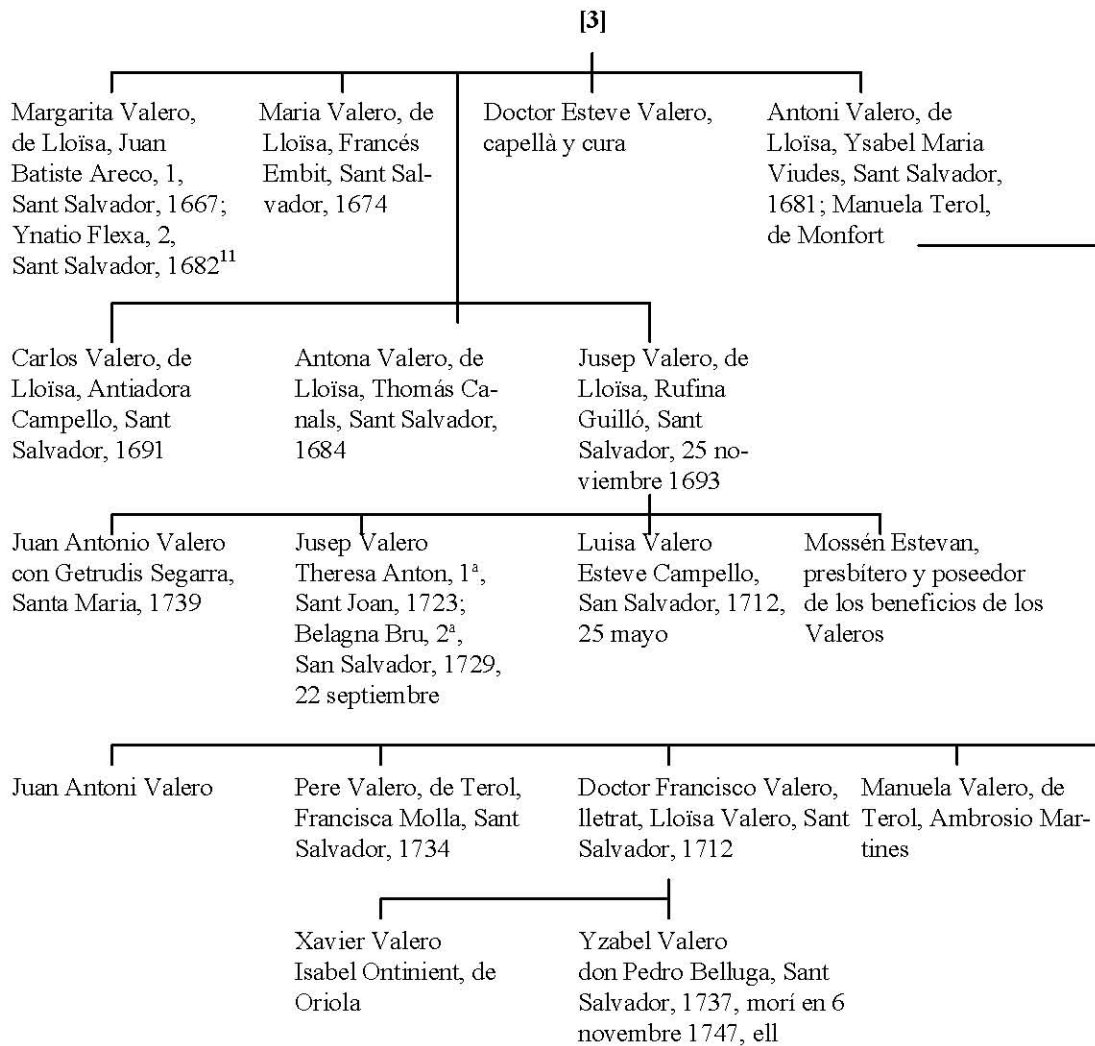 [3]
Margarita Valero,
de Lloïsa, Juan
Batiste Areco, 1,
Sant Salvador, 1667;
Ynatio Flexa, 2,
Sant Salvador, 1682¹¹
Maria Valero, de
Lloïsa, Francés
Embit, Sant Sal-
vador, 1674
Doctor Esteve Valero,
capellà y cura
Antoni Valero, de
Lloïsa, Ysabel Maria
Viudes, Sant Salvador,
1681; Manuela Terol,
de Monfort
Carlos Valero, de
Lloïsa, Antiadora
Campello, Sant
Salvador, 1691
Antona Valero, de
Lloïsa, Thomás Ca-
nals, Sant Salvador,
1684
Jusep Valero, de
Lloïsa, Rufina
Guilló, Sant
Salvador, 25 no-
viembre 1693
Juan Antonio Valero
con Getrudis Segarra,
Santa Maria, 1739
Jusep Valero
Theresa Anton, 1ª,
Sant Joan, 1723;
Belagna Bru, 2ª,
San Salvador, 1729,
22 septiembre
Luisa Valero
Esteve Campello,
San Salvador, 1712,
25 mayo
Mossén Estevan,
presbítero y poseedor
de los beneficios de los
Valeros
Juan Antoni Valero
Pere Valero, de Terol,
Francisca Molla, Sant
Salvador, 1734
Doctor Francisco Valero,
lletrat, Lloïsa Valero, Sant
Salvador, 1712
Manuela Valero, de
Terol, Ambrosio Mar-
tines
Xavier Valero
Isabel Ontinient, de
Oriola
Yzabel Valero
don Pedro Belluga, Sant
Salvador, 1737, morí en 6
novembre 1747, ell